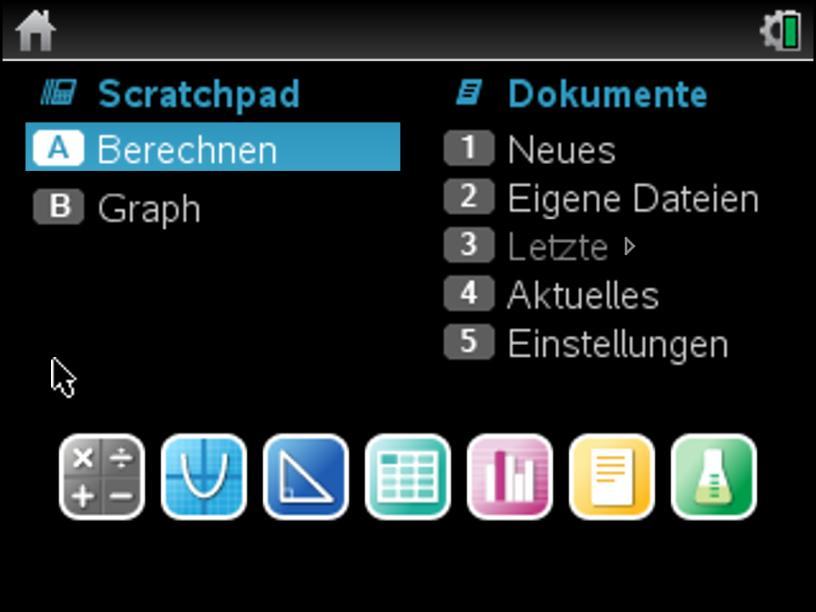 Scratchpad
A Berechnen
B Graph
Dokumente
1 Neues
2 Eigene Dateien
3 Letzte ▷
4 Aktuelles
5 Einstellungen
× ÷
+ −